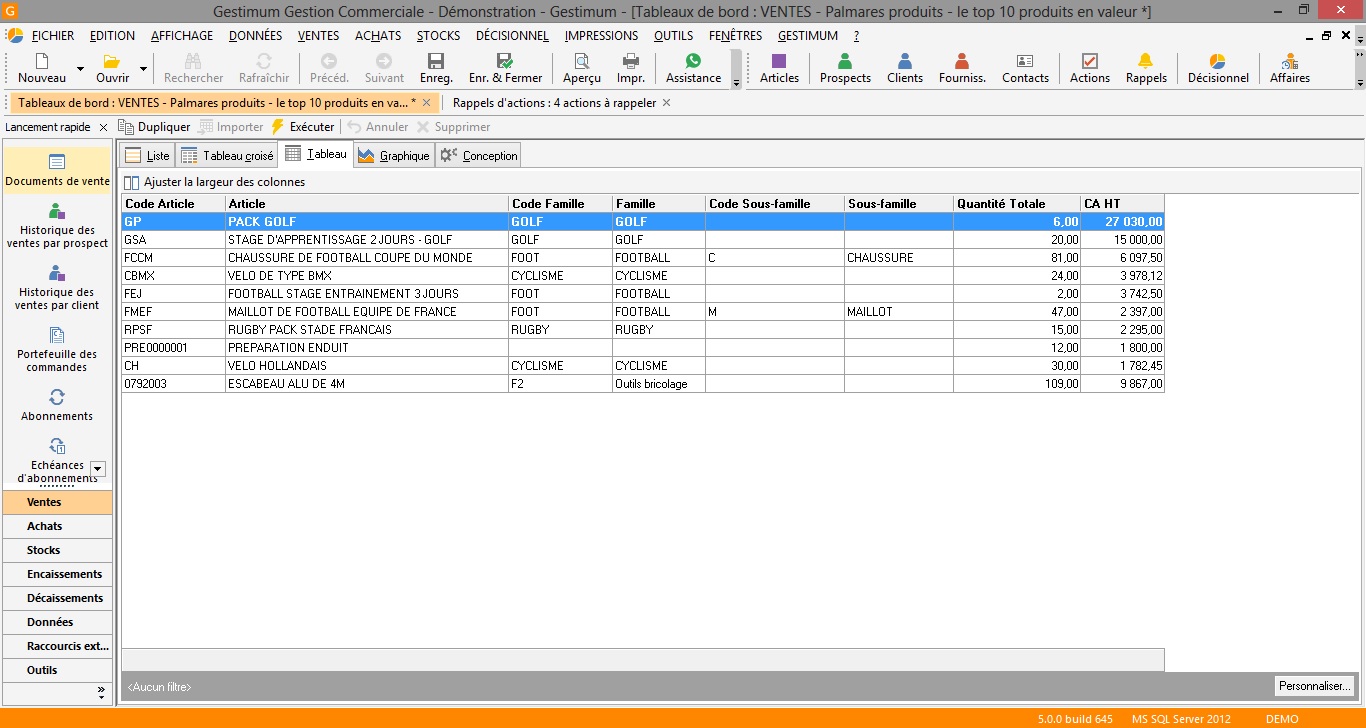 G
Gestimum Gestion Commerciale - Démonstration - Gestimum - [Tableaux de bord : VENTES - Palmares produits - le top 10 produits en valeur *]
FICHIER EDITION AFFICHAGE DONNÉES VENTES ACHATS STOCKS DÉCISIONNEL IMPRESSIONS OUTILS FENÊTRES GESTIMUM ?
Nouveau Ouvrir Rechercher Rafraîchir Précéd. Suivant Enreg. Enr. & Fermer Aperçu Impr. Assistance Articles Prospects Clients Fourniss. Contacts Actions Rappels Décisionnel Affaires
Tableaux de bord : VENTES - Palmares produits - le top 10 produits en va... * Rappels d'actions : 4 actions à rappeler
Lancement rapide Dupliquer Importer Exécuter Annuler Supprimer
Liste Tableau croisé Tableau Graphique Conception
Ajuster la largeur des colonnes
Documents de vente
Historique des
ventes par prospect
Historique des
ventes par client
Portefeuille des
commandes
Abonnements
Echéances
d'abonnements
Ventes
Achats
Stocks
Encaissements
Décaissements
Données
Raccourcis ext...
Outils
Code Article Article Code Famille Famille Code Sous-famille Sous-famille Quantité Totale CA HT
GP PACK GOLF GOLF GOLF 6,00 27 030,00
GSA STAGE D'APPRENTISSAGE 2 JOURS - GOLF GOLF GOLF 20,00 15 000,00
FCCM CHAUSSURE DE FOOTBALL COUPE DU MONDE FOOT FOOTBALL C CHAUSSURE 81,00 6 097,50
CBMX VELO DE TYPE BMX CYCLISME CYCLISME 24,00 3 978,12
FEJ FOOTBALL STAGE ENTRAINEMENT 3 JOURS FOOT FOOTBALL 2,00 3 742,50
FMEF MAILLOT DE FOOTBALL EQUIPE DE FRANCE FOOT FOOTBALL M MAILLOT 47,00 2 397,00
RPSF RUGBY PACK STADE FRANCAIS RUGBY RUGBY 15,00 2 295,00
PRE0000001 PREPARATION ENDUIT 12,00 1 800,00
CH VELO HOLLANDAIS CYCLISME CYCLISME 30,00 1 782,45
0792003 ESCABEAU ALU DE 4M F2 Outils bricolage 109,00 9 867,00
<Aucun filtre> Personnaliser...
5.0.0 build 645 MS SQL Server 2012 DEMO